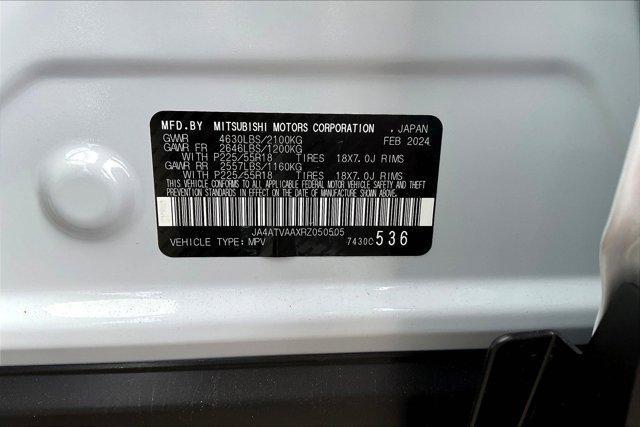 MFD.BY MITSUBISHI MOTORS CORPORATION , JAPAN
GVWR 4630LBS/2100KG FEB 2024
GAWR FR 2646LBS/1200KG
WITH P225/55R18 TIRES 18X7.0J RIMS
GAWR RR 2557LBS/1160KG
WITH P225/55R18 TIRES 18X7.0J RIMS
THIS VEHICLE CONFORMS TO ALL APPLICABLE FEDERAL MOTOR VEHICLE SAFETY AND THEFT
PREVENTION STANDARDS IN EFFECT ON THE DATE OF MANUFACTURE SHOWN ABOVE.
JA4ATVAAXRZ050505
VEHICLE TYPE: MPV 7430C 536